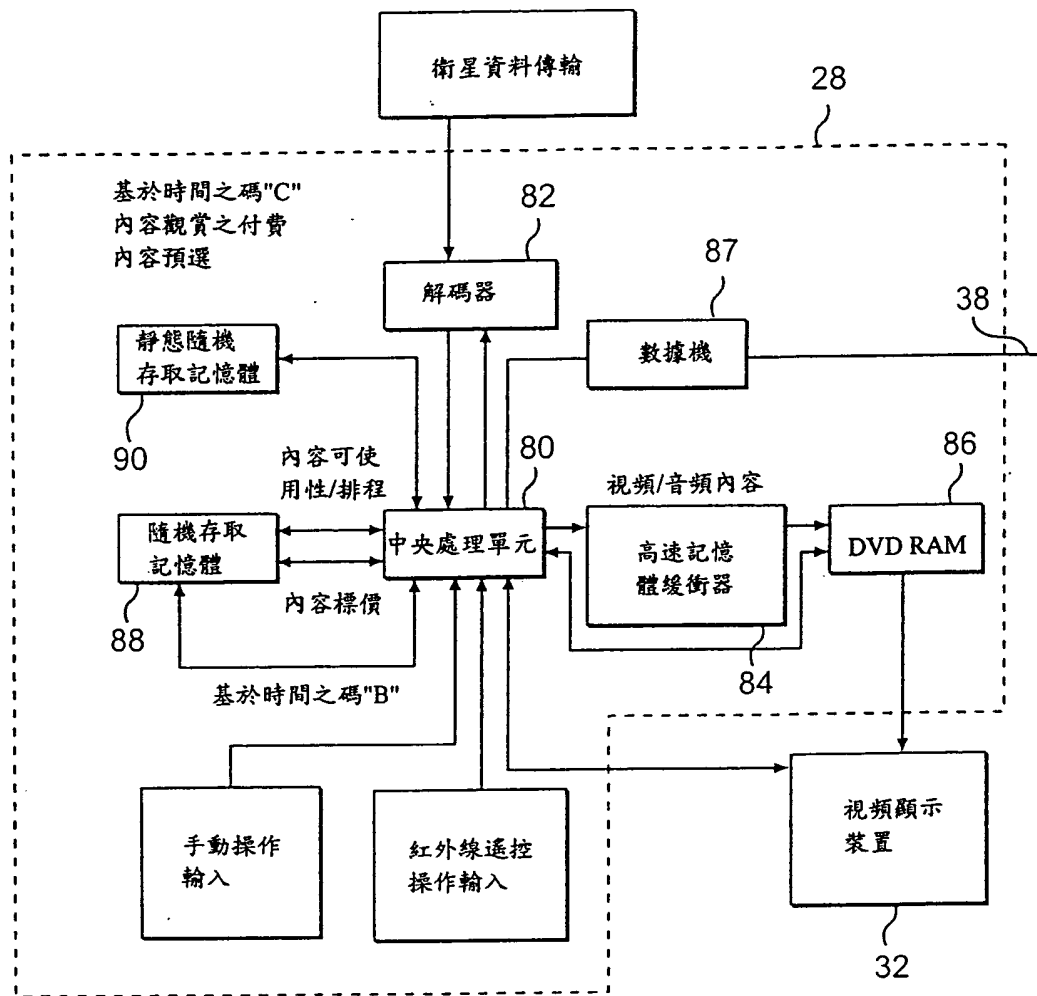 衛星資料傳輸
28
基於時間之碼"C"
內容觀賞之付費
內容預選
82
解碼器
87
數據機
38
靜態隨機
存取記憶體
90
內容可使
用性/排程
80
視頻/音頻內容
86
隨機存取
記憶體
中央處理單元
高速記憶
體緩衝器
DVD RAM
88
內容標價
84
基於時間之碼"B"
手動操作
輸入
紅外線遙控
操作輸入
視頻顯示
裝置
32